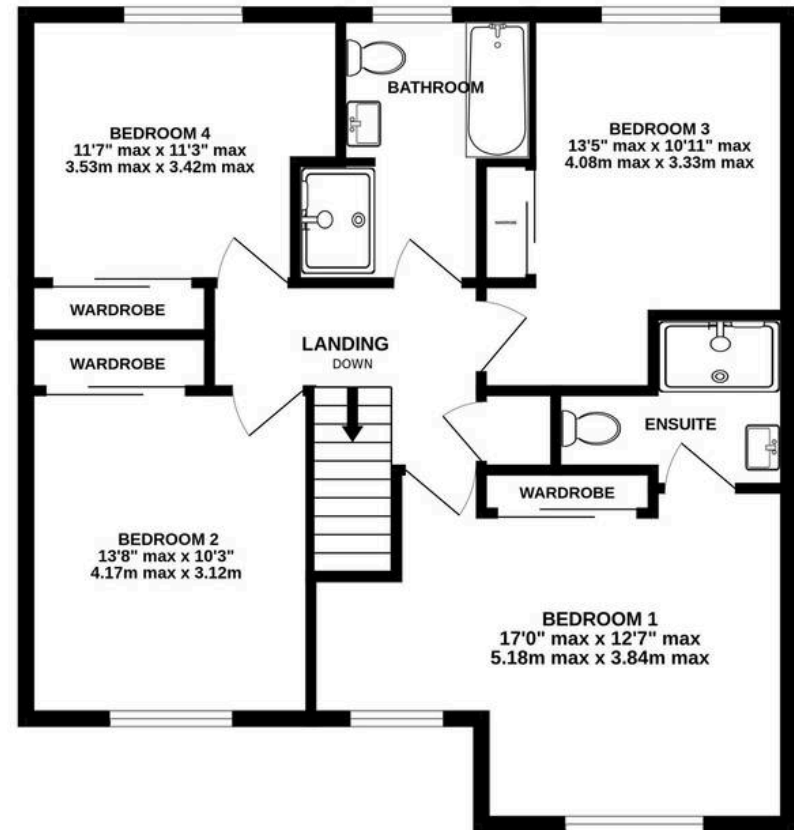 BATHROOM
BEDROOM 4
11'7" max x 11'3" max
3.53m max x 3.42m max
BEDROOM 3
13'5" max x 10'11" max
4.08m max x 3.33m max
WARDROBE
WARDROBE
LANDING
DOWN
WARDROBE
ENSUITE
WARDROBE
BEDROOM 2
13'8" max x 10'3"
4.17m max x 3.12m
BEDROOM 1
17'0" max x 12'7" max
5.18m max x 3.84m max